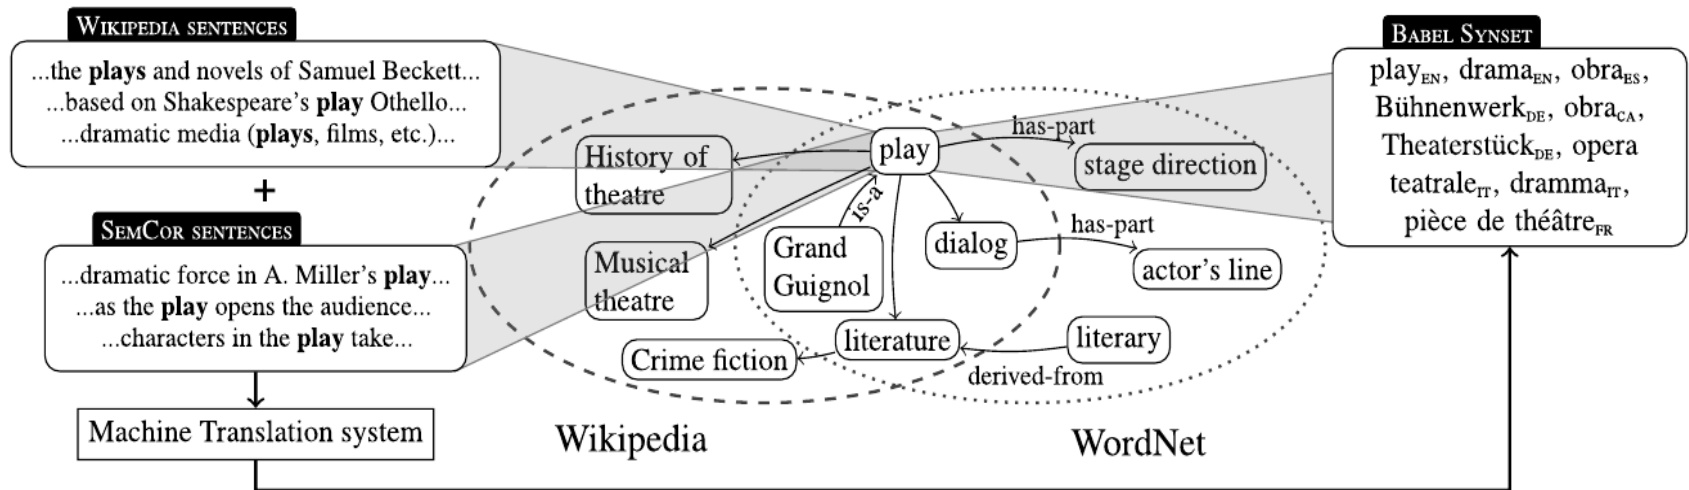 WIKIPEDIA SENTENCES
...the plays and novels of Samuel Beckett...
...based on Shakespeare's play Othello...
...dramatic media (plays, films, etc.)...
+
SEMCOR SENTENCES
...dramatic force in A. Miller's play...
...as the play opens the audience...
...characters in the play take...
Machine Translation system
History of
theatre
Musical
theatre
play
has-part
stage direction
is-a
Grand
Guignol
dialog
has-part
actor's line
literature
literary
Crime fiction
derived-from
Wikipedia
WordNet
BABEL SYNSET
playEN, dramaEN, obraES,
BühnenwerkDE, obraCA,
TheaterstückDE, opera
teatraleIT, drammaIT,
pièce de théâtreFR